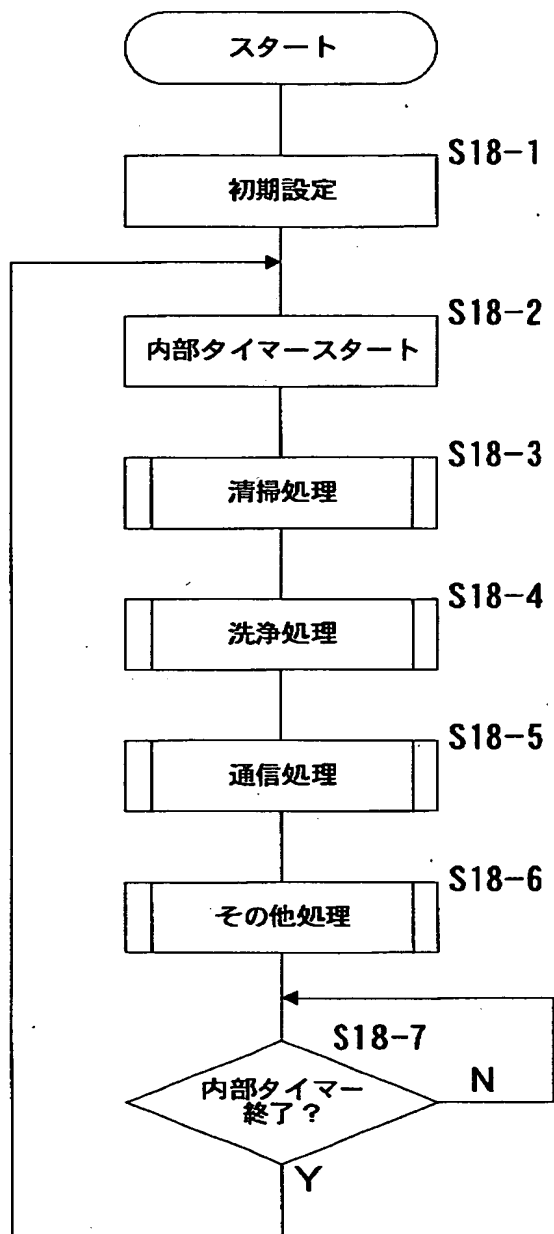 スタート
S18-1
初期設定
S18-2
内部タイマースタート
S18-3
清掃処理
S18-4
洗浄処理
S18-5
通信処理
S18-6
その他処理
S18-7
内部タイマー
終了?
N
Y